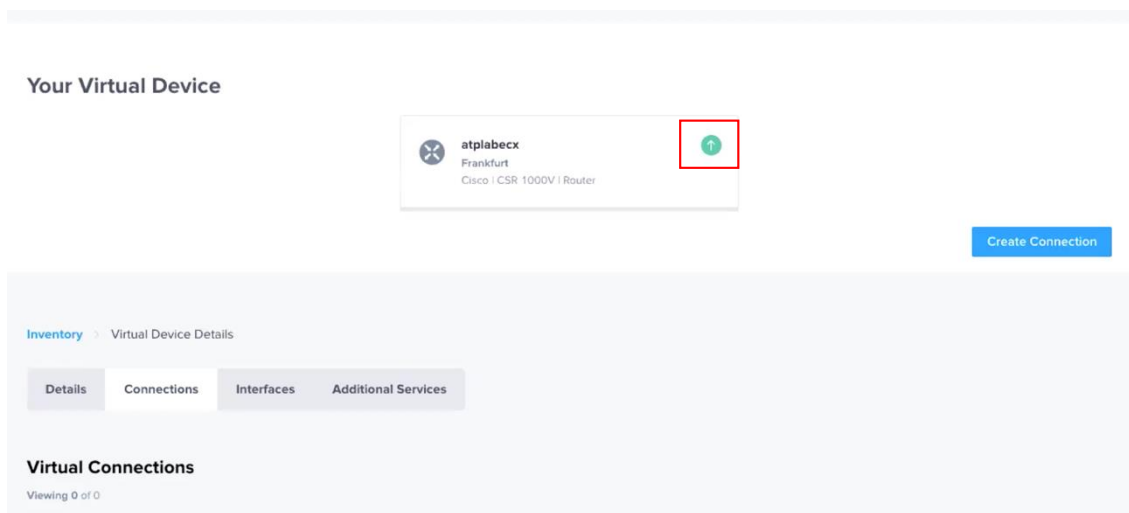 Your Virtual Device
atplabecx
Frankfurt
Cisco | CSR 1000V | Router
Create Connection
Inventory > Virtual Device Details
Details Connections Interfaces Additional Services
Virtual Connections
Viewing 0 of 0